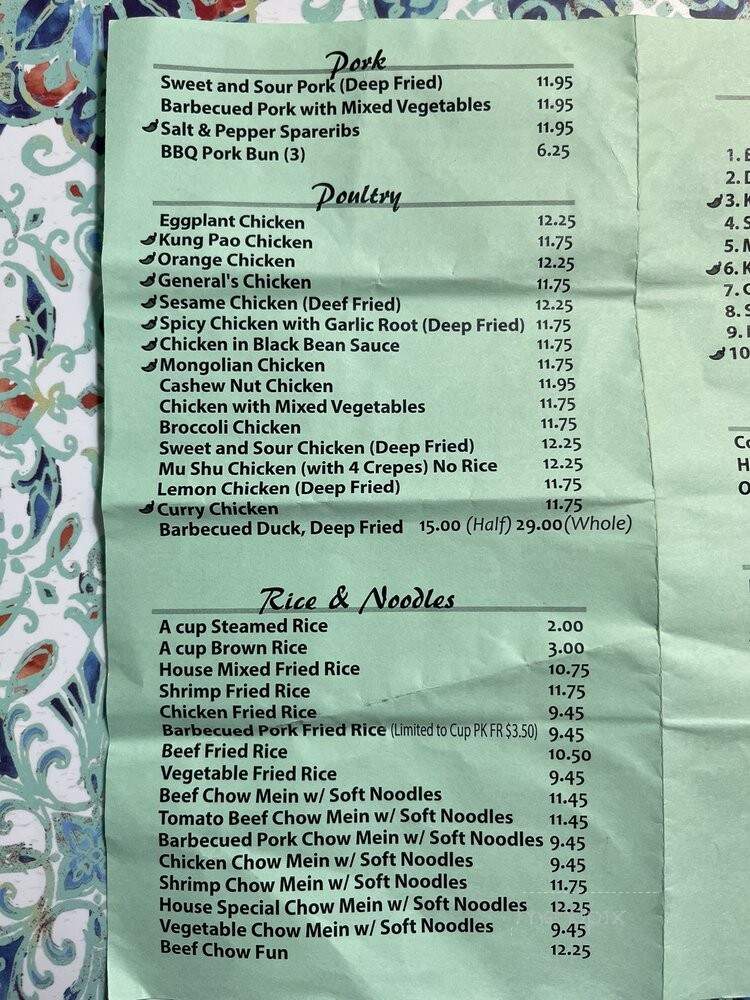 Pork
Sweet and Sour Pork (Deep Fried) 11.95
Barbecued Pork with Mixed Vegetables 11.95
Salt & Pepper Spareribs 11.95
BBQ Pork Bun (3) 6.25
Poultry
Eggplant Chicken 12.25
Kung Pao Chicken 11.75
Orange Chicken 12.25
General's Chicken 11.75
Sesame Chicken (Deef Fried) 12.25
Spicy Chicken with Garlic Root (Deep Fried) 11.75
Chicken in Black Bean Sauce 11.75
Mongolian Chicken 11.75
Cashew Nut Chicken 11.95
Chicken with Mixed Vegetables 11.75
Broccoli Chicken 11.75
Sweet and Sour Chicken (Deep Fried) 12.25
Mu Shu Chicken (with 4 Crepes) No Rice 12.25
Lemon Chicken (Deep Fried) 11.75
Curry Chicken 11.75
Barbecued Duck, Deep Fried 15.00 (Half) 29.00 (Whole)
Rice & Noodles
A cup Steamed Rice 2.00
A cup Brown Rice 3.00
House Mixed Fried Rice 10.75
Shrimp Fried Rice 11.75
Chicken Fried Rice 9.45
Barbecued Pork Fried Rice (Limited to Cup PK FR $3.50) 9.45
Beef Fried Rice 10.50
Vegetable Fried Rice 9.45
Beef Chow Mein w/ Soft Noodles 11.45
Tomato Beef Chow Mein w/ Soft Noodles 11.45
Barbecued Pork Chow Mein w/ Soft Noodles 9.45
Chicken Chow Mein w/ Soft Noodles 9.45
Shrimp Chow Mein w/ Soft Noodles 11.75
House Special Chow Mein w/ Soft Noodles 12.25
Vegetable Chow Mein w/ Soft Noodles 9.45
Beef Chow Fun 12.25
1.
2.
3.
4.
5.
6.
7.
8.
9.
10